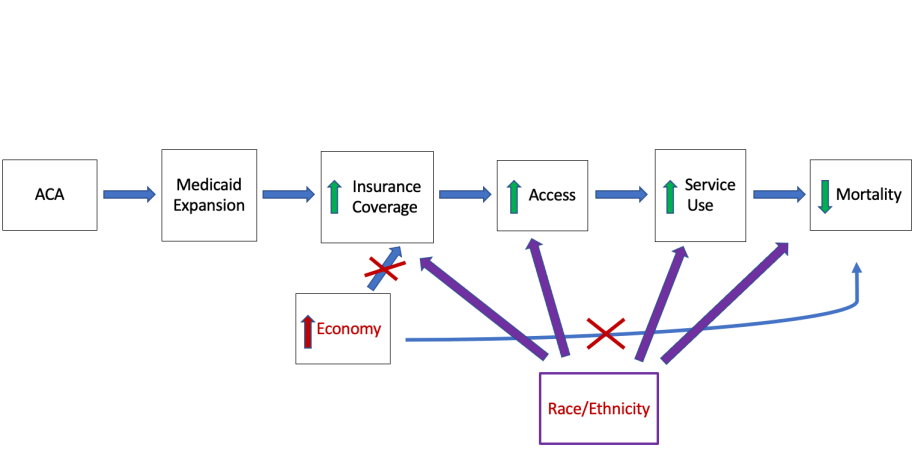 ACA
Medicaid
Expansion
Insurance
Coverage
Access
Service
Use
Mortality
Economy
Race/Ethnicity